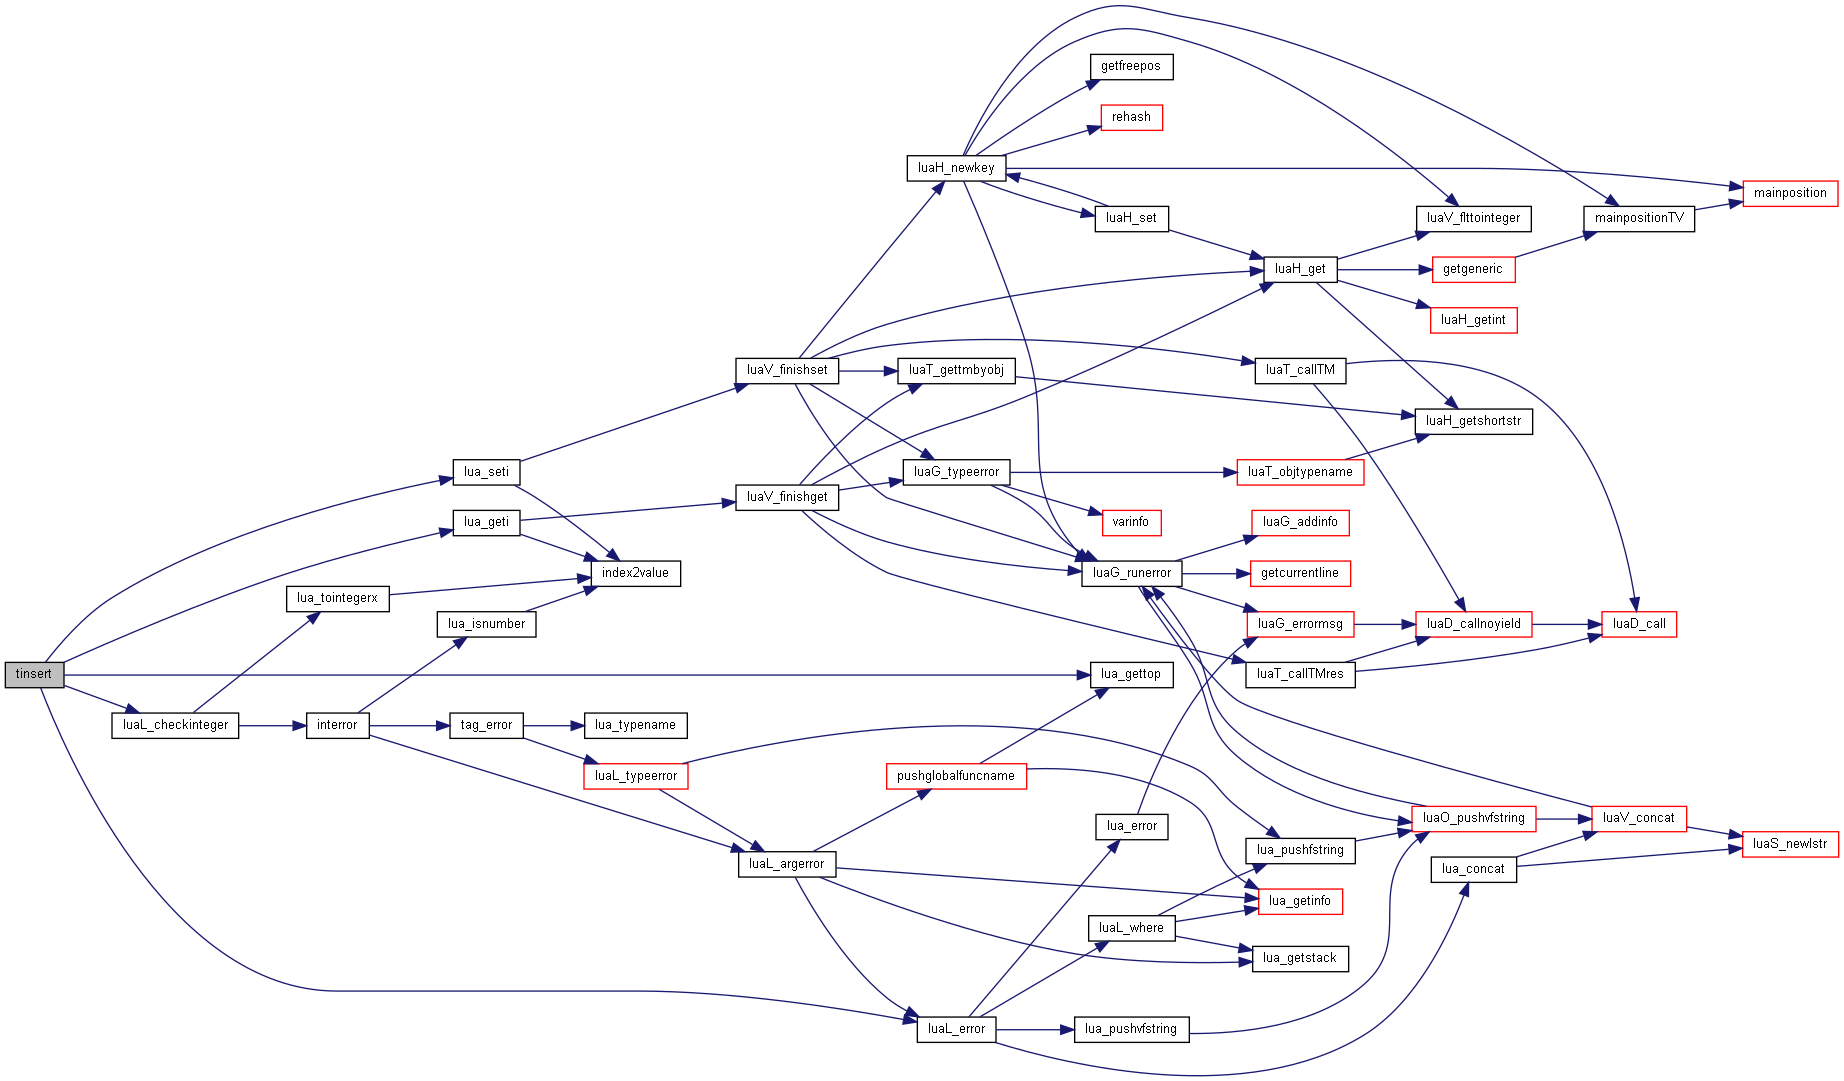 getfreepos
rehash
luaH_newkey
mainposition
luaH_set
luaV_flttointeger
mainpositionTV
luaH_get
getgeneric
luaH_getint
luaV_finishset
luaT_gettmbyobj
luaT_callTM
luaH_getshortstr
lua_seti
luaG_typeerror
luaT_objtypename
luaV_finishget
lua_geti
varinfo
luaG_addinfo
index2value
luaG_runerror
getcurrentline
lua_tointegerx
lua_isnumber
luaG_errormsg
luaD_callnoyield
luaD_call
tinsert
lua_gettop
luaT_callTMres
luaL_checkinteger
interror
tag_error
lua_typename
luaL_typeerror
pushglobalfuncname
lua_error
luaO_pushvfstring
luaV_concat
luaS_newlstr
luaL_argerror
lua_pushfstring
lua_concat
lua_getinfo
luaL_where
lua_getstack
luaL_error
lua_pushvfstring